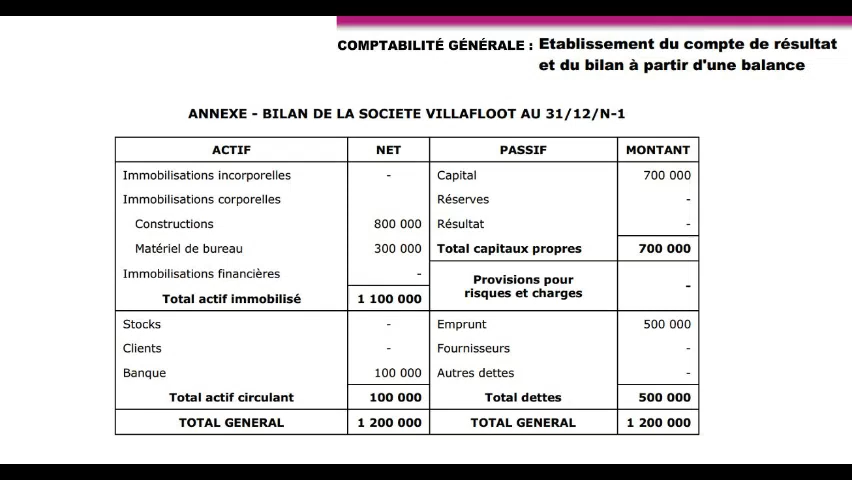 COMPTABILITÉ GÉNÉRALE : Etablissement du compte de résultat
et du bilan à partir d'une balance
ANNEXE - BILAN DE LA SOCIETE VILLAFLOOT AU 31/12/N-1
ACTIF NET PASSIF MONTANT
Immobilisations incorporelles - Capital 700 000
Immobilisations corporelles Réserves -
Constructions 800 000 Résultat -
Matériel de bureau 300 000 Total capitaux propres 700 000
Immobilisations financières - Provisions pour
risques et charges -
Total actif immobilisé 1 100 000
Stocks - Emprunt 500 000
Clients - Fournisseurs -
Banque 100 000 Autres dettes -
Total actif circulant 100 000 Total dettes 500 000
TOTAL GENERAL 1 200 000 TOTAL GENERAL 1 200 000